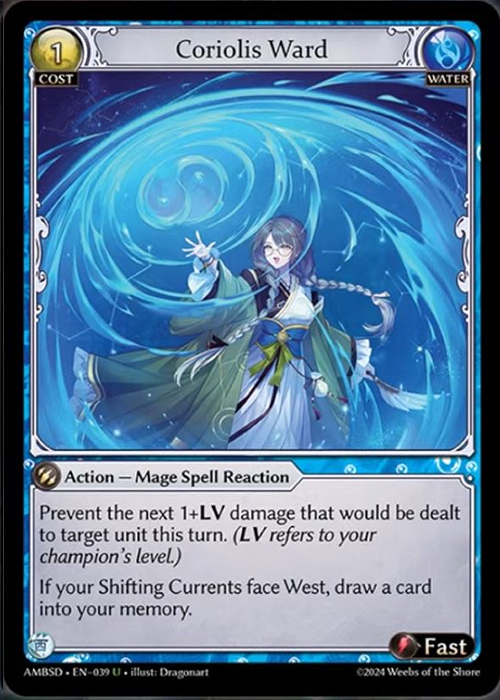 1
Coriolis Ward
COST
WATER
Action — Mage Spell Reaction
Prevent the next 1+LV damage that would be dealt
to target unit this turn. (LV refers to your
champion's level.)
If your Shifting Currents face West, draw a card
into your memory.
西
Fast
AMBSD • EN-039 U • illust: Dragonart
©2024 Weebs of the Shore